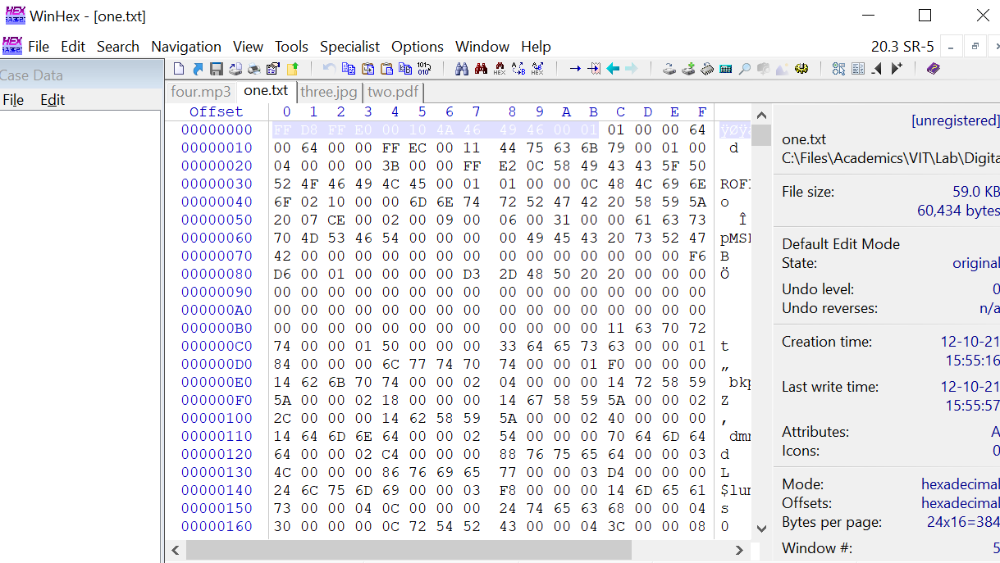 WinHex - [one.txt]
File Edit Search Navigation View Tools Specialist Options Window Help 20.3 SR-5
Case Data
File Edit
four.mp3 one.txt three.jpg two.pdf
Offset 0 1 2 3 4 5 6 7 8 9 A B C D E F
00000000 FF D8 FF E0 00 10 4A 46 49 46 00 01 01 00 00 64 ÿØÿ
00000010 00 64 00 00 FF EC 00 11 44 75 63 6B 79 00 01 00 d
00000020 04 00 00 00 3B 00 00 FF E2 0C 58 49 43 43 5F 50
00000030 52 4F 46 49 4C 45 00 01 01 00 00 0C 48 4C 69 6E ROFI
00000040 6F 02 10 00 00 6D 6E 74 72 52 47 42 20 58 59 5A o
00000050 20 07 CE 00 02 00 09 00 06 00 31 00 00 61 63 73 Î
00000060 70 4D 53 46 54 00 00 00 00 49 45 43 20 73 52 47 pMSF
00000070 42 00 00 00 00 00 00 00 00 00 00 00 00 00 00 F6 B
00000080 D6 00 01 00 00 00 00 D3 2D 48 50 20 20 00 00 00 Ö
00000090 00 00 00 00 00 00 00 00 00 00 00 00 00 00 00 00
000000A0 00 00 00 00 00 00 00 00 00 00 00 00 00 00 00 00
000000B0 00 00 00 00 00 00 00 00 00 00 00 00 11 63 70 72
000000C0 74 00 00 01 50 00 00 00 33 64 65 73 63 00 00 01 t
000000D0 84 00 00 00 6C 77 74 70 74 00 00 01 F0 00 00 00 „
000000E0 14 62 6B 70 74 00 00 02 04 00 00 00 14 72 58 59 bkp
000000F0 5A 00 00 02 18 00 00 00 14 67 58 59 5A 00 00 02 Z
00000100 2C 00 00 00 14 62 58 59 5A 00 00 02 40 00 00 00 ,
00000110 14 64 6D 6E 64 00 00 02 54 00 00 00 70 64 6D 64 dmn
00000120 64 00 00 02 C4 00 00 00 88 76 75 65 64 00 00 03 d
00000130 4C 00 00 00 86 76 69 65 77 00 00 03 D4 00 00 00 L
00000140 24 6C 75 6D 69 00 00 03 F8 00 00 00 14 6D 65 61 $lum
00000150 73 00 00 04 0C 00 00 00 24 74 65 63 68 00 00 04 s
00000160 30 00 00 00 0C 72 54 52 43 00 00 04 3C 00 00 08 0
[unregistered]
one.txt
C:\Files\Academics\VIT\Lab\Digita
File size: 59.0 KB
60,434 bytes
Default Edit Mode
State: original
Undo level: 0
Undo reverses: n/a
Creation time: 12-10-21
15:55:16
Last write time: 12-10-21
15:55:57
Attributes: A
Icons: 0
Mode: hexadecimal
Offsets: hexadecimal
Bytes per page: 24x16=384
Window #: 5